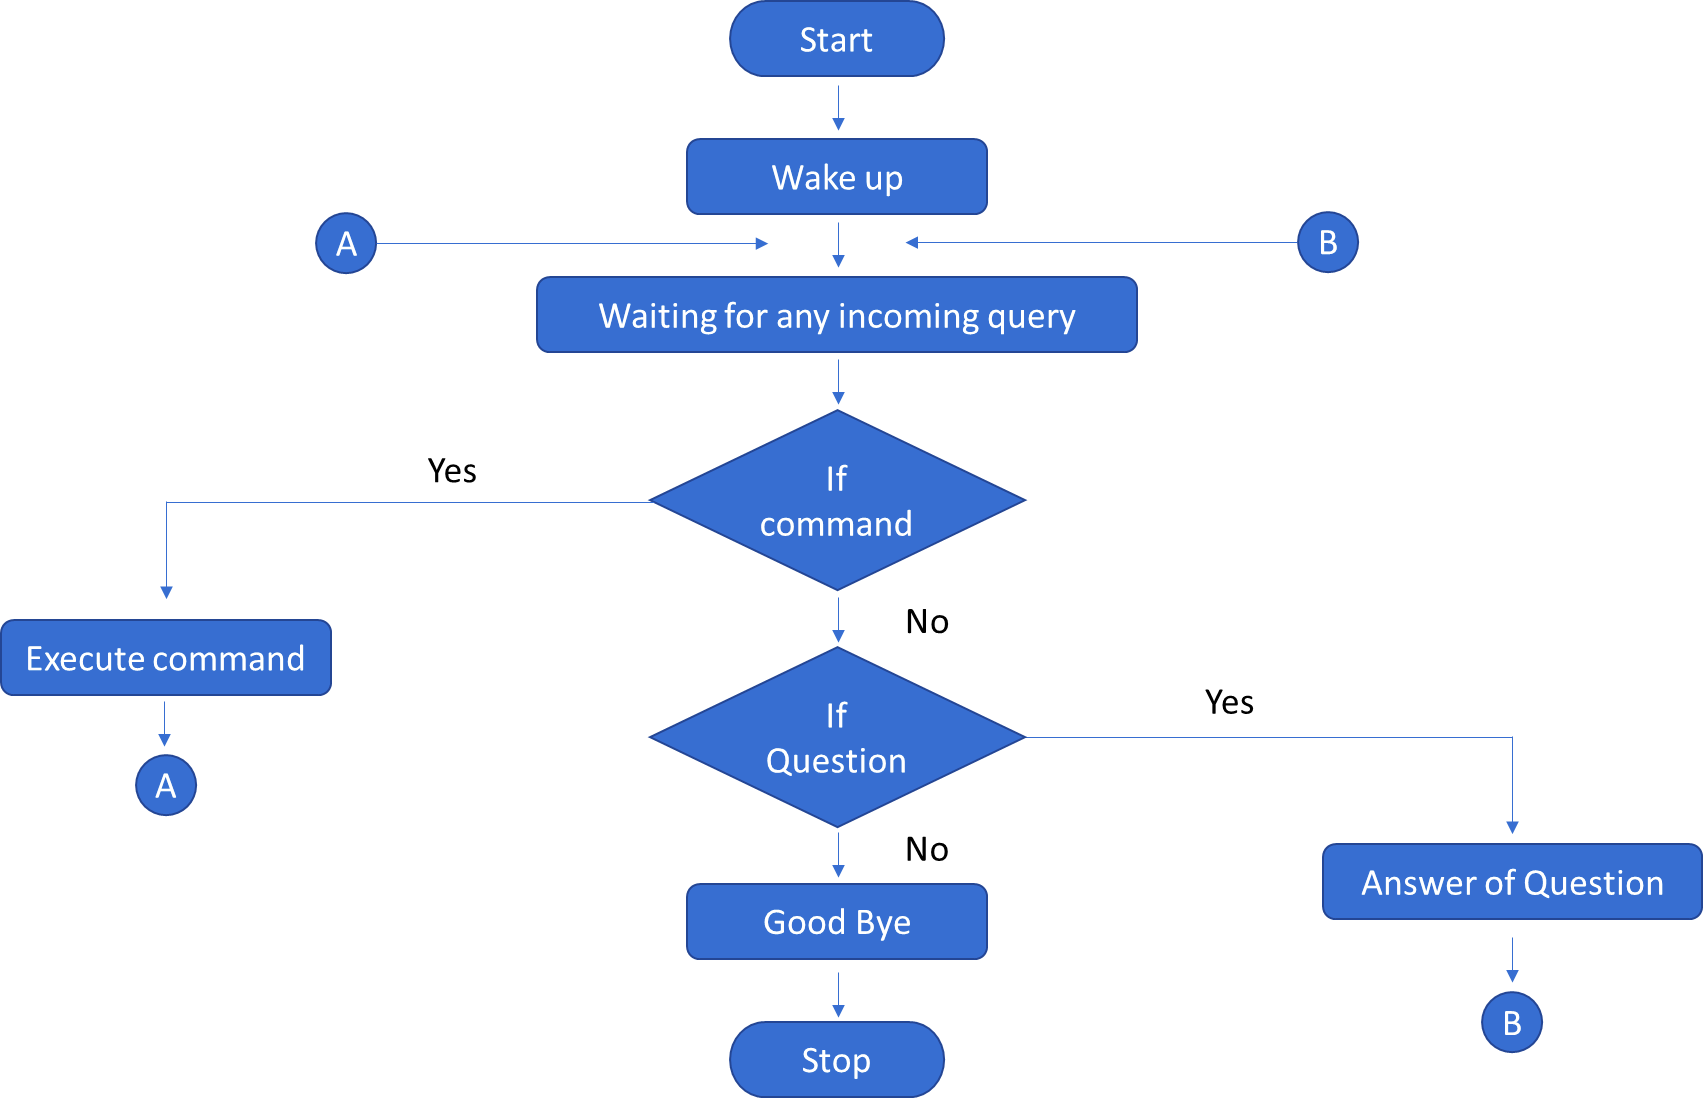 Start
Wake up
A
B
Waiting for any incoming query
Yes
If
command
No
Execute command
If
Question
Yes
A
No
Good Bye
Answer of Question
B
Stop